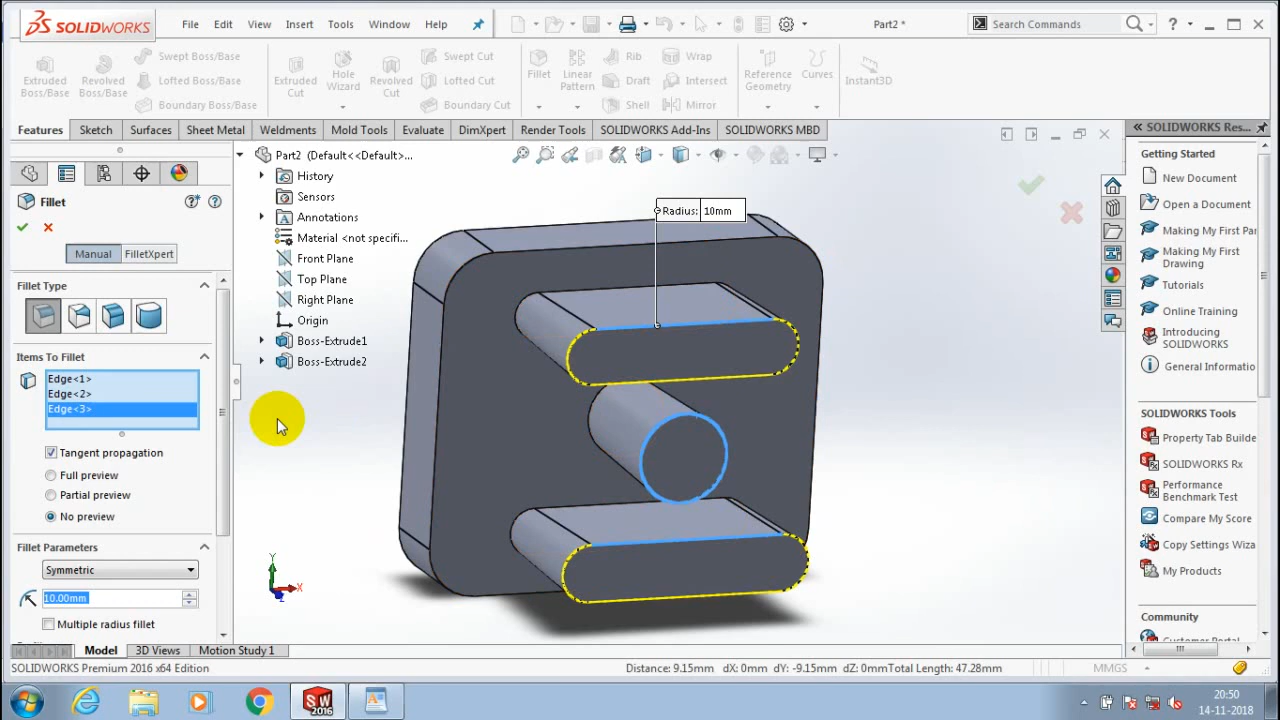 SOLIDWORKS
File Edit View Insert Tools Window Help
Part2 *
Search Commands
?
Extruded Boss/Base
Revolved Boss/Base
Swept Boss/Base
Lofted Boss/Base
Boundary Boss/Base
Extruded Cut
Hole Wizard
Revolved Cut
Swept Cut
Lofted Cut
Boundary Cut
Fillet
Linear Pattern
Rib
Draft
Shell
Wrap
Intersect
Mirror
Reference Geometry
Curves
Instant3D
Features Sketch Surfaces Sheet Metal Weldments Mold Tools Evaluate DimXpert Render Tools SOLIDWORKS Add-Ins SOLIDWORKS MBD
Fillet
Manual FilletXpert
Fillet Type
Items To Fillet
Edge<1>
Edge<2>
Edge<3>
Tangent propagation
Full preview
Partial preview
No preview
Fillet Parameters
Symmetric
10.00mm
Multiple radius fillet
Part2 (Default<<Default>...
History
Sensors
Annotations
Material <not specifi...
Front Plane
Top Plane
Right Plane
Origin
Boss-Extrude1
Boss-Extrude2
Radius: 10mm
Y
X
Z
SOLIDWORKS Res...
Getting Started
New Document
Open a Document
Making My First Par
Making My First
Drawing
Tutorials
Online Training
Introducing
SOLIDWORKS
General Informatio
SOLIDWORKS Tools
Property Tab Builde
SOLIDWORKS Rx
Performance
Benchmark Test
Compare My Score
Copy Settings Wiza
My Products
Community
Customer Portal
Model 3D Views Motion Study 1
SOLIDWORKS Premium 2016 x64 Edition
Distance: 9.15mm dX: 0mm dY: -9.15mm dZ: 0mmTotal Length: 47.28mm
MMGS
SW
2016
20:50
14-11-2018